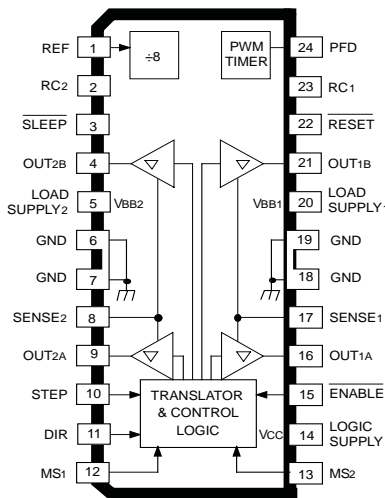 REF 1 ÷8 PWM TIMER 24 PFD
RC2 2 23 RC1
SLEEP 3 22 RESET
OUT2B 4 21 OUT1B
LOAD SUPPLY2 5 VBB2 VBB1 20 LOAD SUPPLY1
GND 6 19 GND
GND 7 18 GND
SENSE2 8 17 SENSE1
OUT2A 9 16 OUT1A
STEP 10 TRANSLATOR & CONTROL LOGIC 15 ENABLE
DIR 11 VCC 14 LOGIC SUPPLY
MS1 12 13 MS2